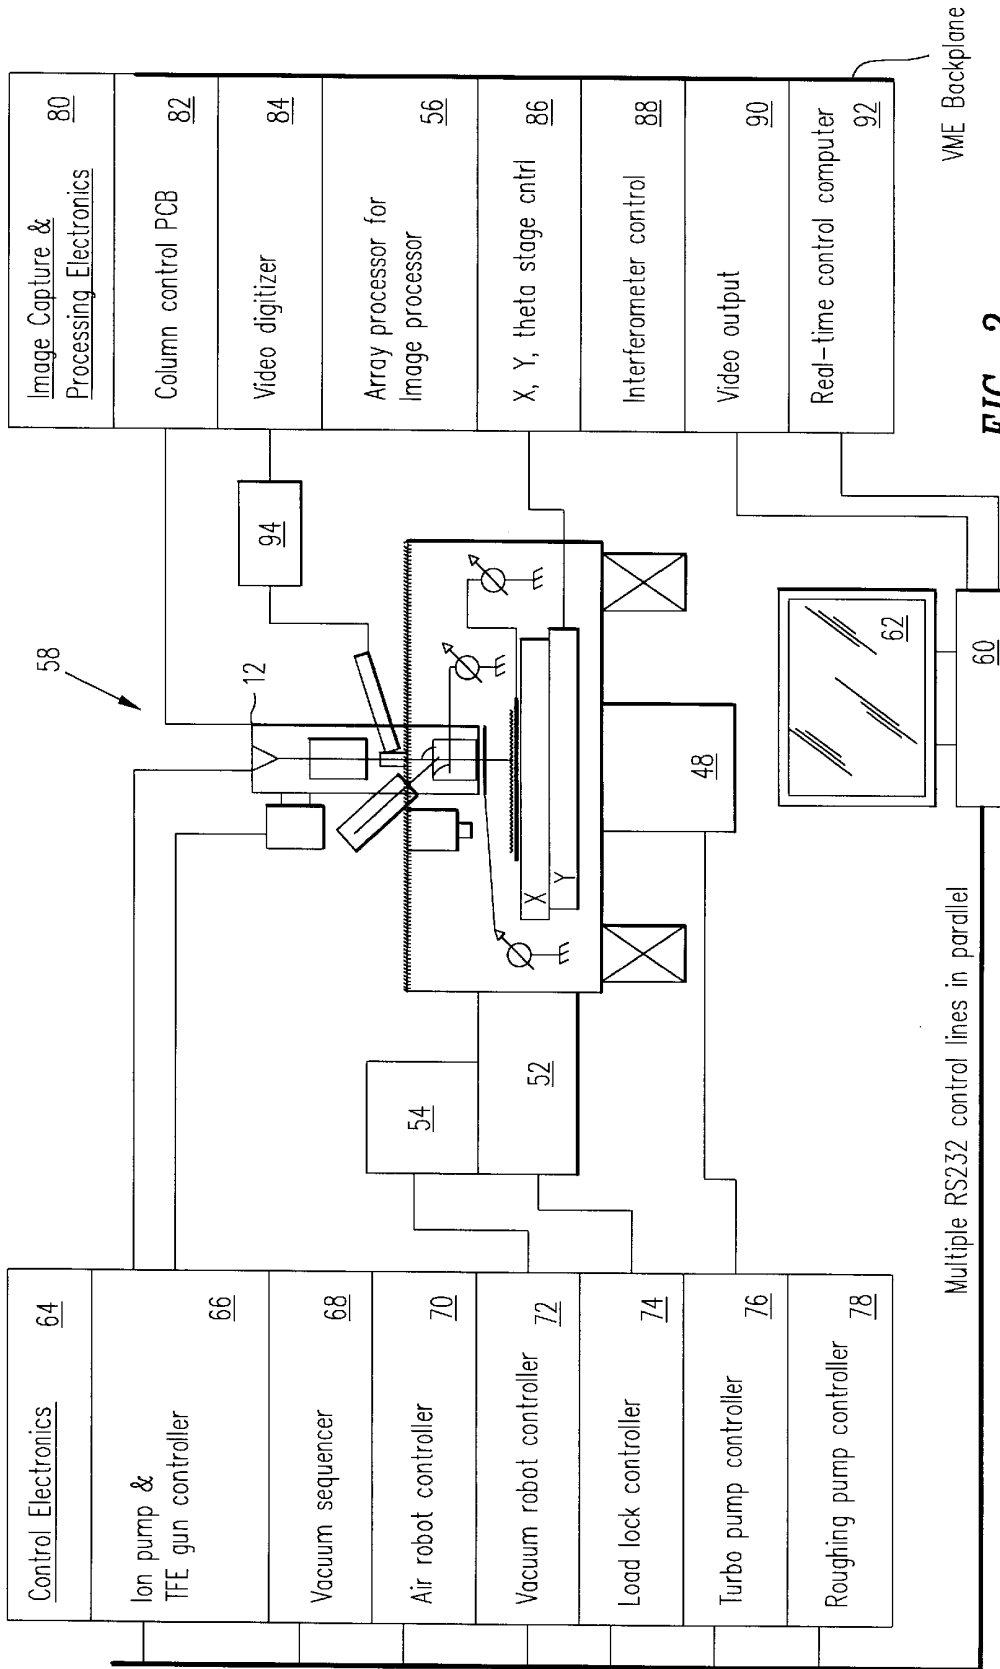 Control Electronics
64
Ion pump &
TFE gun controller
66
Vacuum sequencer
68
Air robot controller
70
Vacuum robot controller
72
Load lock controller
74
Turbo pump controller
76
Roughing pump controller
78
58
12
94
54
52
X
Y
48
62
60
Multiple RS232 control lines in parallel
Image Capture &
Processing Electronics
80
Column control PCB
82
Video digitizer
84
Array processor for
Image processor
56
X, Y, theta stage cntrl
86
Interferometer control
88
Video output
90
Real-time control computer
92
VME Backplane
FIG. 2